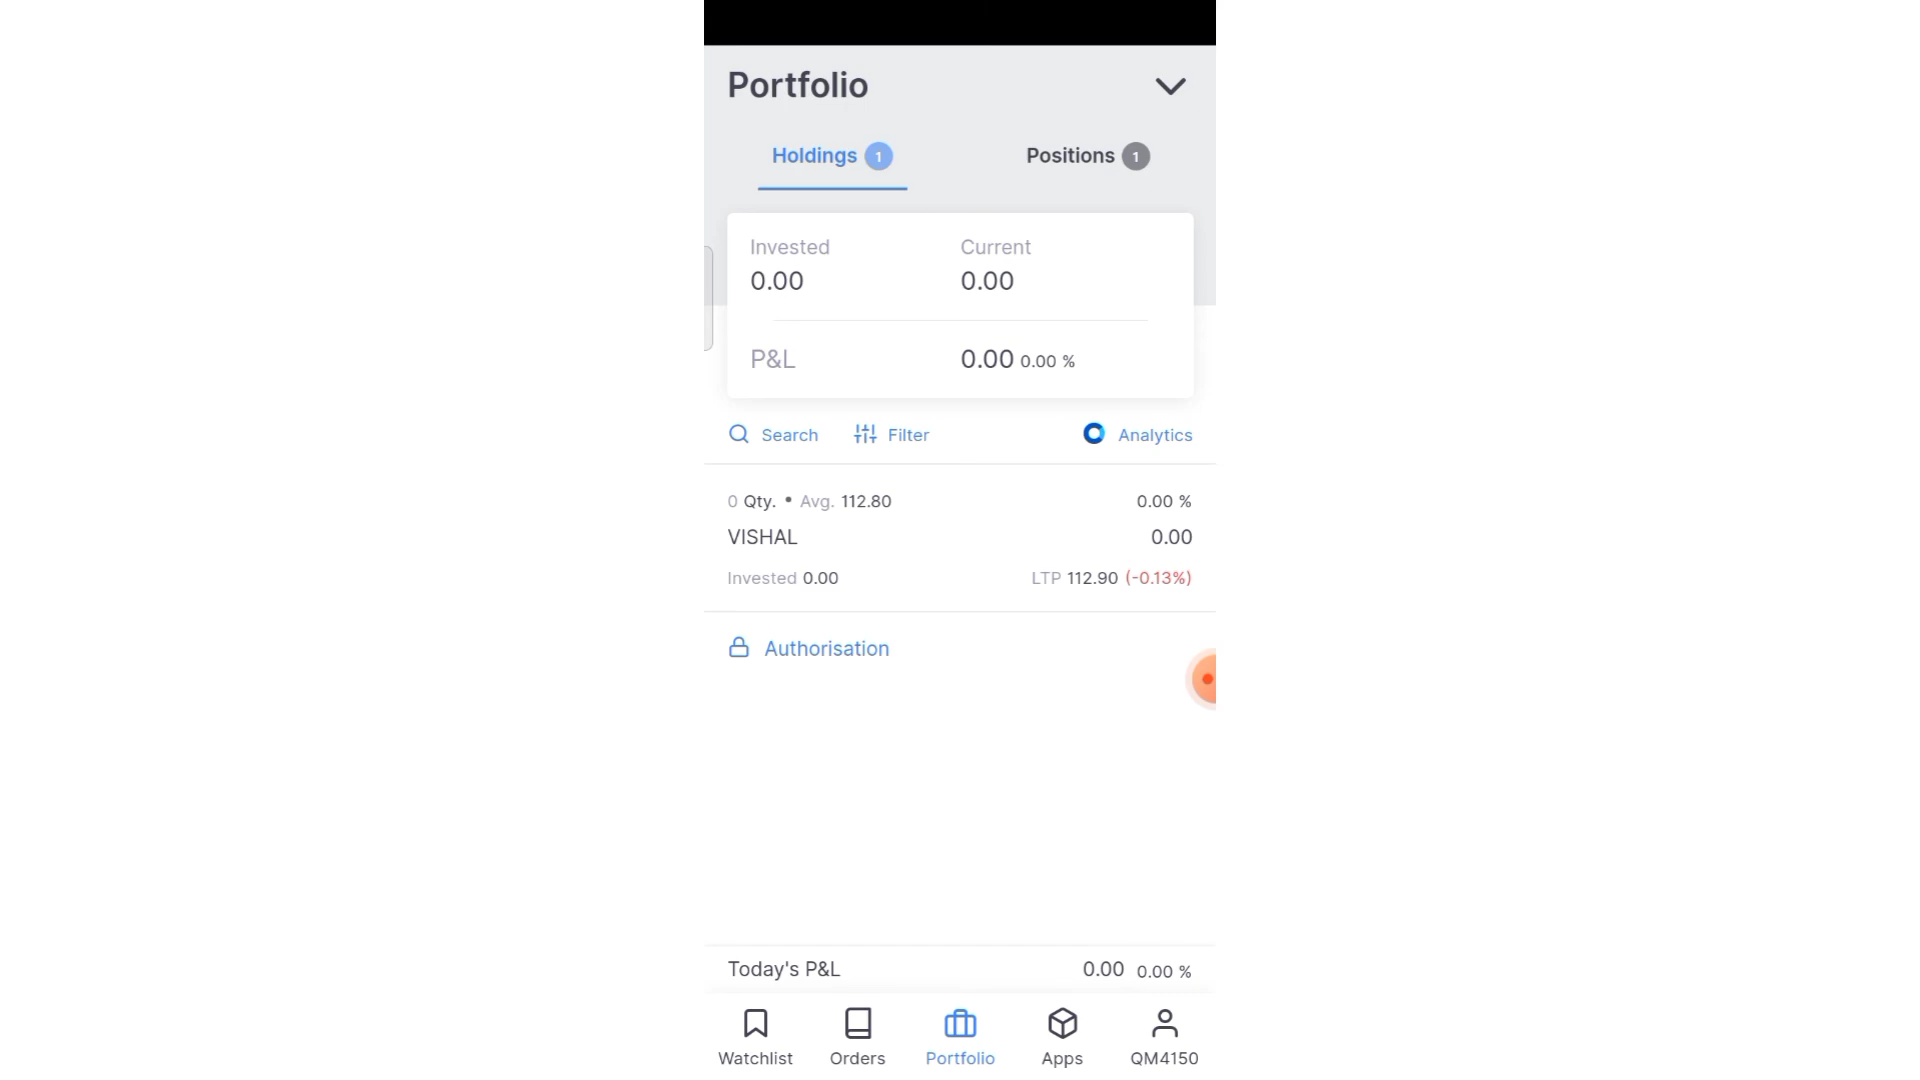 Portfolio
Holdings 1 Positions 1
Invested Current
0.00 0.00
P&L 0.00 0.00 %
Search Filter Analytics
0 Qty. • Avg. 112.80 0.00 %
VISHAL 0.00
Invested 0.00 LTP 112.90 (-0.13%)
Authorisation
Today's P&L 0.00 0.00 %
Watchlist Orders Portfolio Apps QM4150